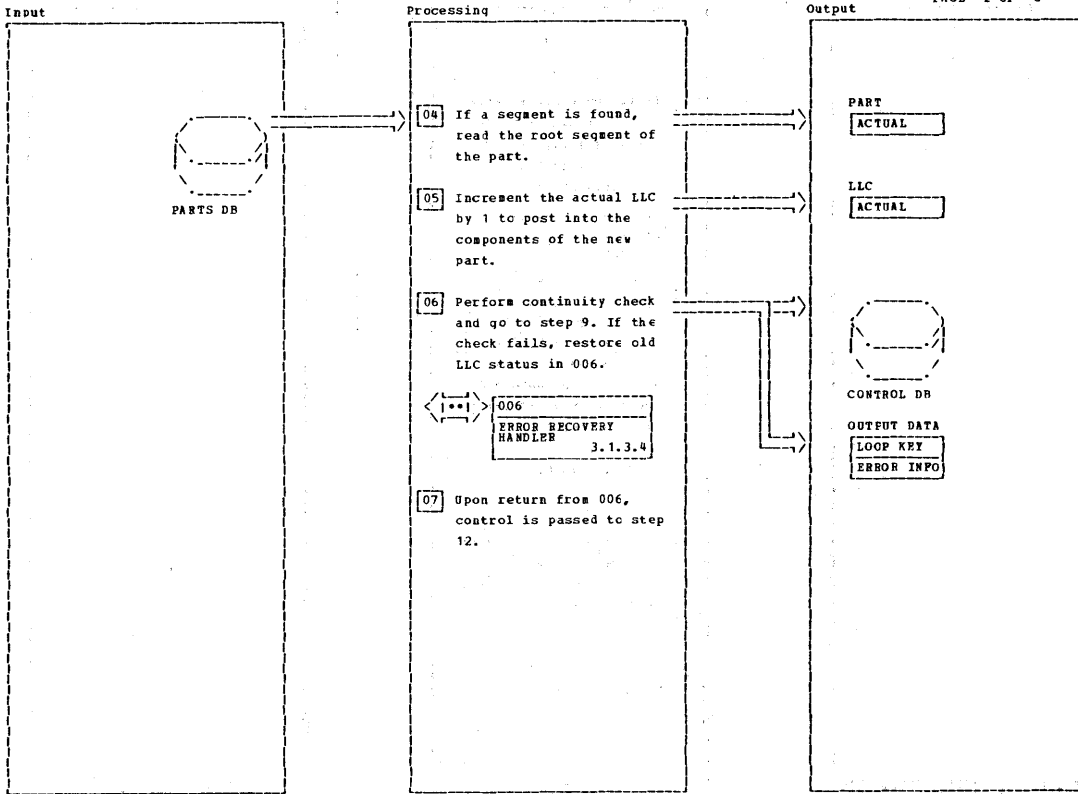 Input
Processing
Output
PARTS DB
04 If a segment is found,
read the root segment of
the part.
PART
ACTUAL
05 Increment the actual LLC
by 1 to post into the
components of the new
part.
LLC
ACTUAL
06 Perform continuity check
and go to step 9. If the
check fails, restore old
LLC status in 006.
CONTROL DB
006
ERROR RECOVERY
HANDLER
3.1.3.4
OUTPUT DATA
LOOP KEY
ERROR INFO
07 Upon return from 006,
control is passed to step
12.